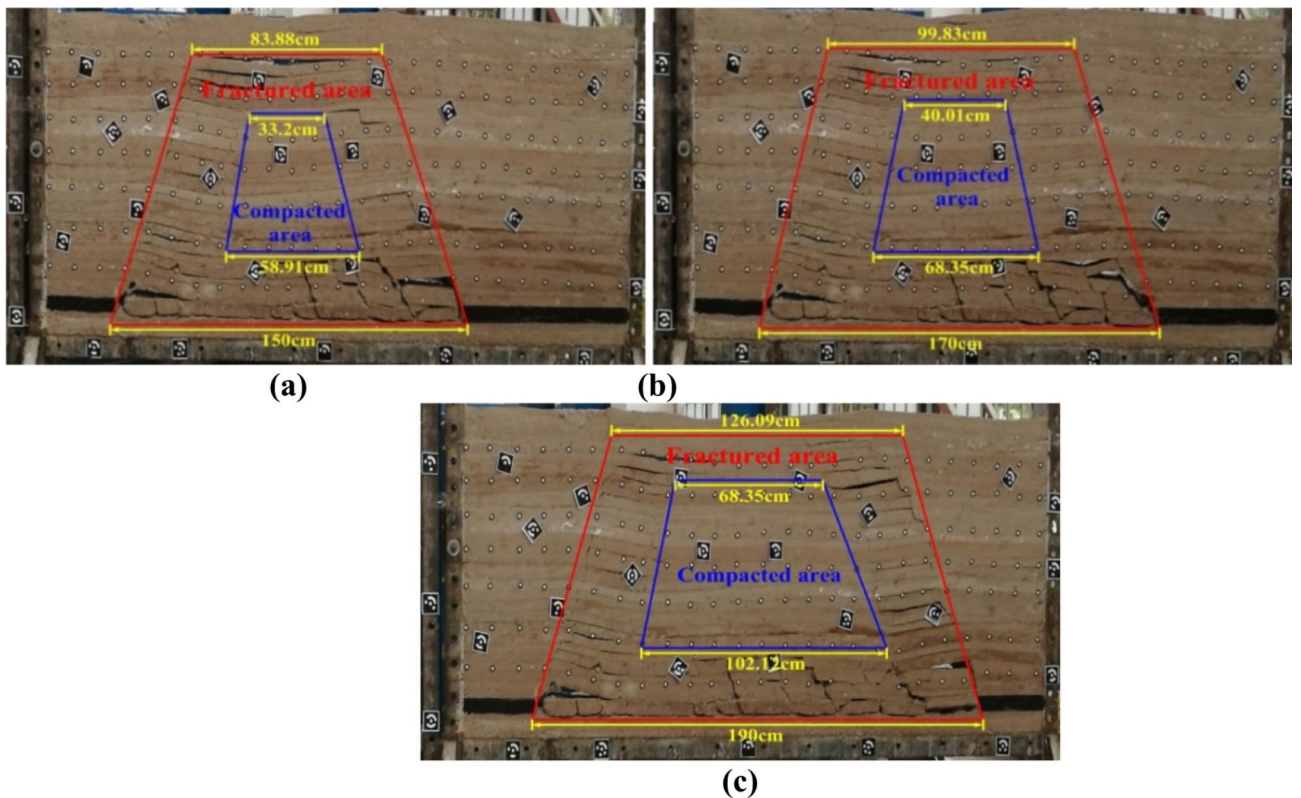 83.88cm
Fractured area
33.2cm
Compacted
area
58.91cm
150cm
(a)
99.83cm
Fractured area
40.01cm
Compacted
area
68.35cm
170cm
(b)
126.09cm
Fractured area
68.35cm
Compacted area
102.12cm
190cm
(c)